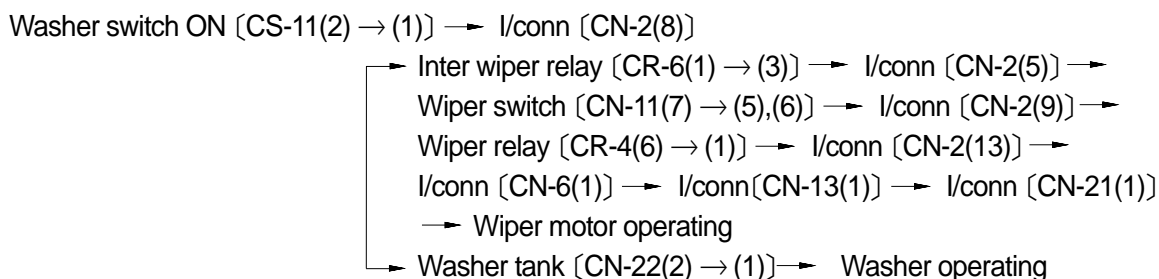 Washer switch ON〔CS-11(2) → (1)〕 → I/conn〔CN-2(8)〕
→ Inter wiper relay〔CR-6(1) → (3)〕 → I/conn〔CN-2(5)〕 →
Wiper switch〔CN-11(7) → (5),(6)〕 → I/conn〔CN-2(9)〕 →
Wiper relay〔CR-4(6) → (1)〕 → I/conn〔CN-2(13)〕 →
I/conn〔CN-6(1)〕 → I/conn〔CN-13(1)〕 → I/conn〔CN-21(1)〕
→ Wiper motor operating
→ Washer tank〔CN-22(2) → (1)〕 → Washer operating